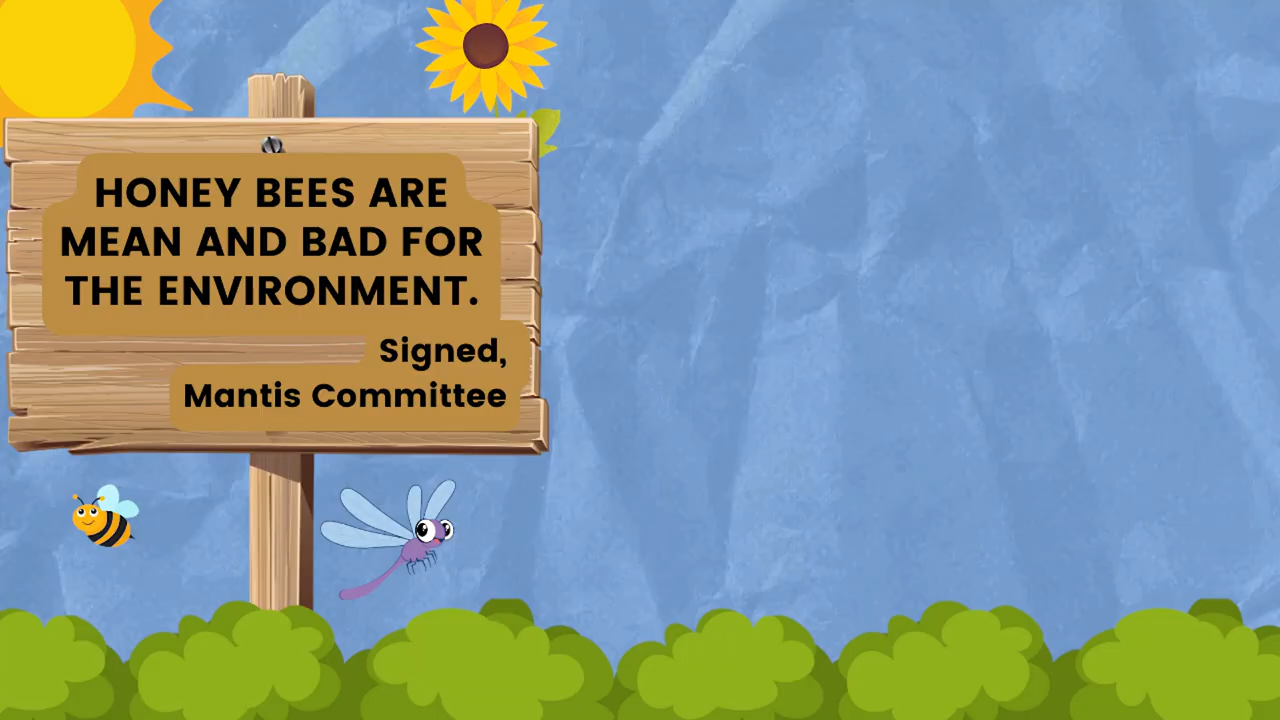 HONEY BEES ARE
MEAN AND BAD FOR
THE ENVIRONMENT.
Signed,
Mantis Committee